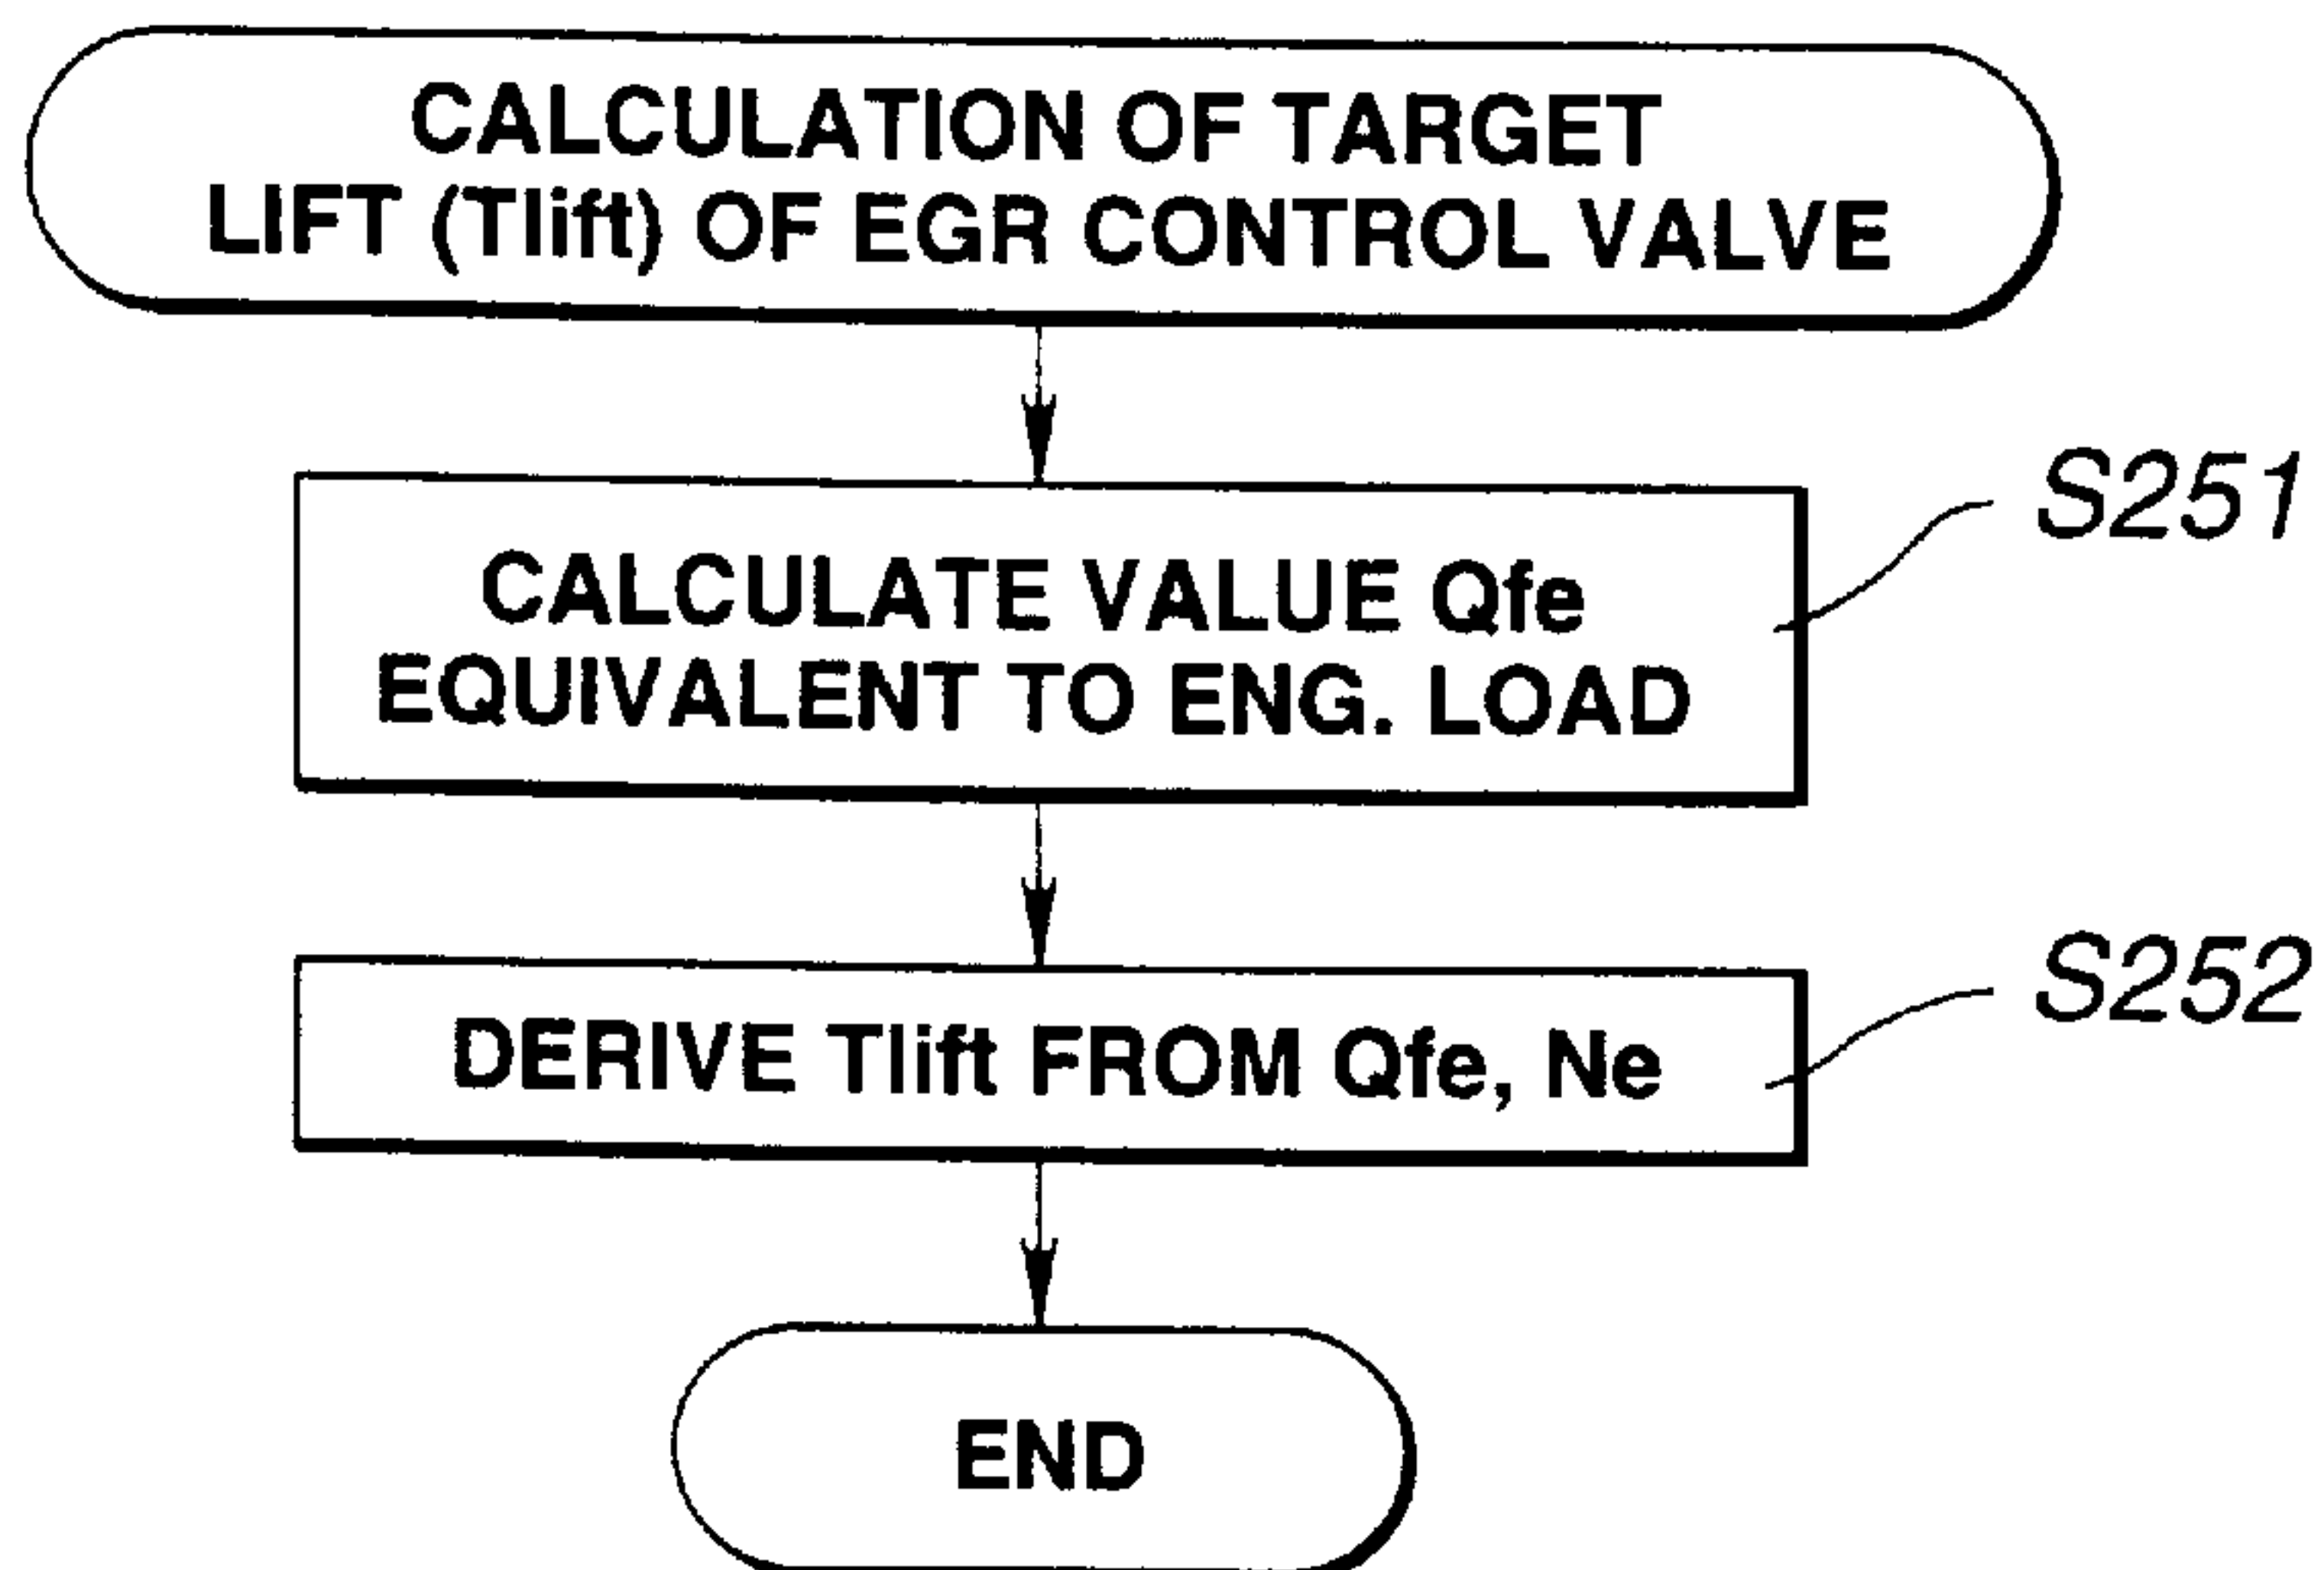 CALCULATION OF TARGET
LIFT (Tlift) OF EGR CONTROL VALVE
S251
CALCULATE VALUE Qfe
EQUIVALENT TO ENG. LOAD
S252
DERIVE Tlift FROM Qfe, Ne
END